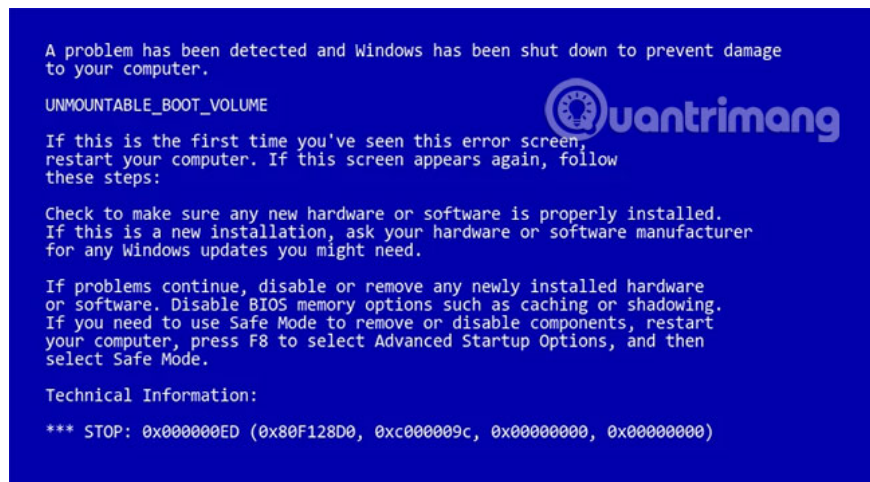 A problem has been detected and Windows has been shut down to prevent damage
to your computer.
UNMOUNTABLE_BOOT_VOLUME
Quantrimang
If this is the first time you've seen this error screen,
restart your computer. If this screen appears again, follow
these steps:
Check to make sure any new hardware or software is properly installed.
If this is a new installation, ask your hardware or software manufacturer
for any Windows updates you might need.
If problems continue, disable or remove any newly installed hardware
or software. Disable BIOS memory options such as caching or shadowing.
If you need to use Safe Mode to remove or disable components, restart
your computer, press F8 to select Advanced Startup Options, and then
select Safe Mode.
Technical Information:
*** STOP: 0x000000ED (0x80F128D0, 0xc000009c, 0x00000000, 0x00000000)